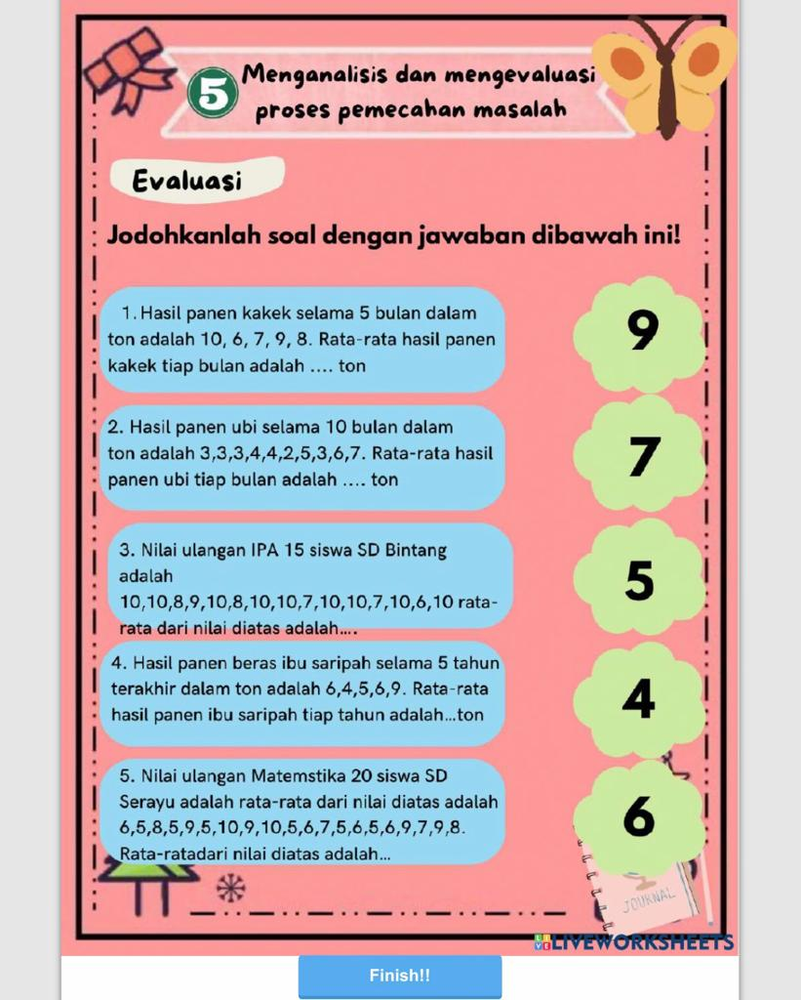 5
Menganalisis dan mengevaluasi
proses pemecahan masalah
Evaluasi
Jodohkanlah soal dengan jawaban dibawah ini!
1. Hasil panen kakek selama 5 bulan dalam
ton adalah 10, 6, 7, 9, 8. Rata-rata hasil panen
kakek tiap bulan adalah .... ton
9
2. Hasil panen ubi selama 10 bulan dalam
ton adalah 3,3,3,4,4,2,5,3,6,7. Rata-rata hasil
panen ubi tiap bulan adalah .... ton
7
3. Nilai ulangan IPA 15 siswa SD Bintang
adalah
10,10,8,9,10,8,10,10,7,10,10,7,10,6,10 rata-
rata dari nilai diatas adalah....
5
4. Hasil panen beras ibu saripah selama 5 tahun
terakhir dalam ton adalah 6,4,5,6,9. Rata-rata
hasil panen ibu saripah tiap tahun adalah...ton
4
5. Nilai ulangan Matemstika 20 siswa SD
Serayu adalah rata-rata dari nilai diatas adalah
6,5,8,5,9,5,10,9,10,5,6,7,5,6,5,6,9,7,9,8.
Rata-ratadari nilai diatas adalah...
6
JOURNAL
LIVEWORKSHEETS
Finish!!